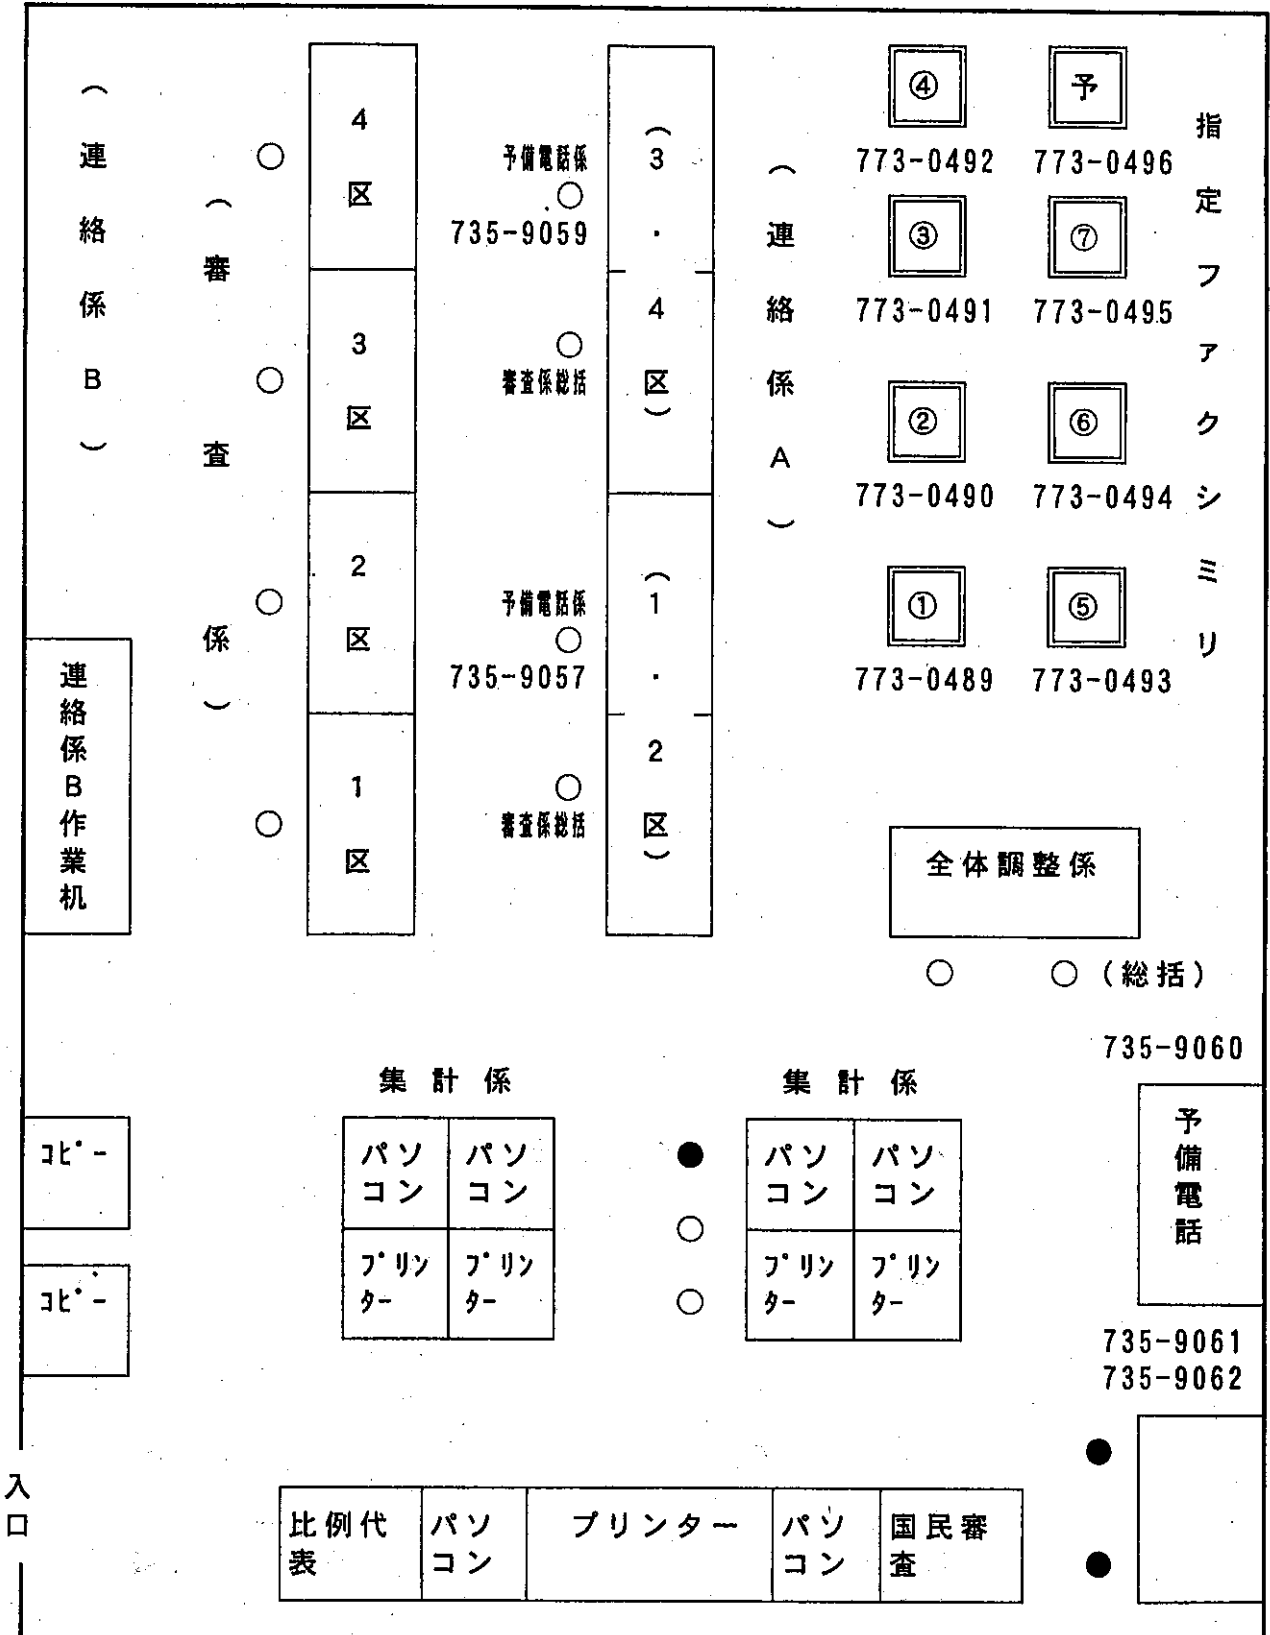 指定ファクシミリ
④
予
773-0492
773-0496
③
⑦
773-0491
773-0495
②
⑥
773-0490
773-0494
①
⑤
773-0489
773-0493
（連絡係A）
（3・4区）
（1・2区）
予備電話係
735-9059
審査係総括
予備電話係
735-9057
審査係総括
4区
3区
2区
1区
（審査係）
（連絡係B）
連絡係B作業机
全体調整係
（総括）
735-9060
予備電話
735-9061
735-9062
集計係
パソ
コン
パソ
コン
プリン
ター
プリン
ター
集計係
パソ
コン
パソ
コン
プリン
ター
プリン
ター
コピー
コピー
入口
比例代
表
パソ
コン
プリンター
パソ
コン
国民審
査